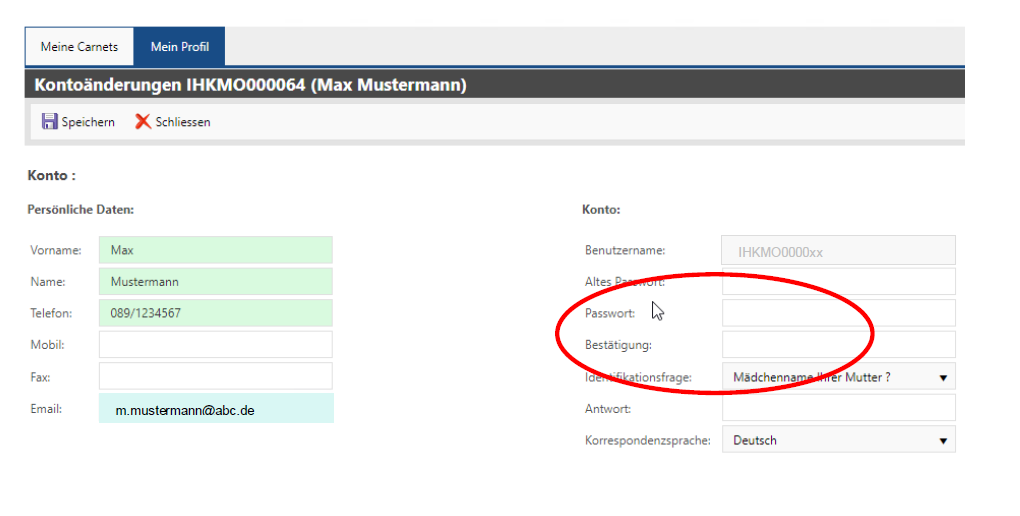 Meine Carnets Mein Profil
Kontoänderungen IHKMO000064 (Max Mustermann)
Speichern Schliessen
Konto :
Persönliche Daten: Konto:
Vorname: Max Benutzername: IHKMO0000xx
Name: Mustermann Altes Passwort:
Telefon: 089/1234567 Passwort:
Mobil: Bestätigung:
Fax: Identifikationsfrage: Mädchenname Ihrer Mutter ?
Email: m.mustermann@abc.de Antwort:
Korrespondenzsprache: Deutsch